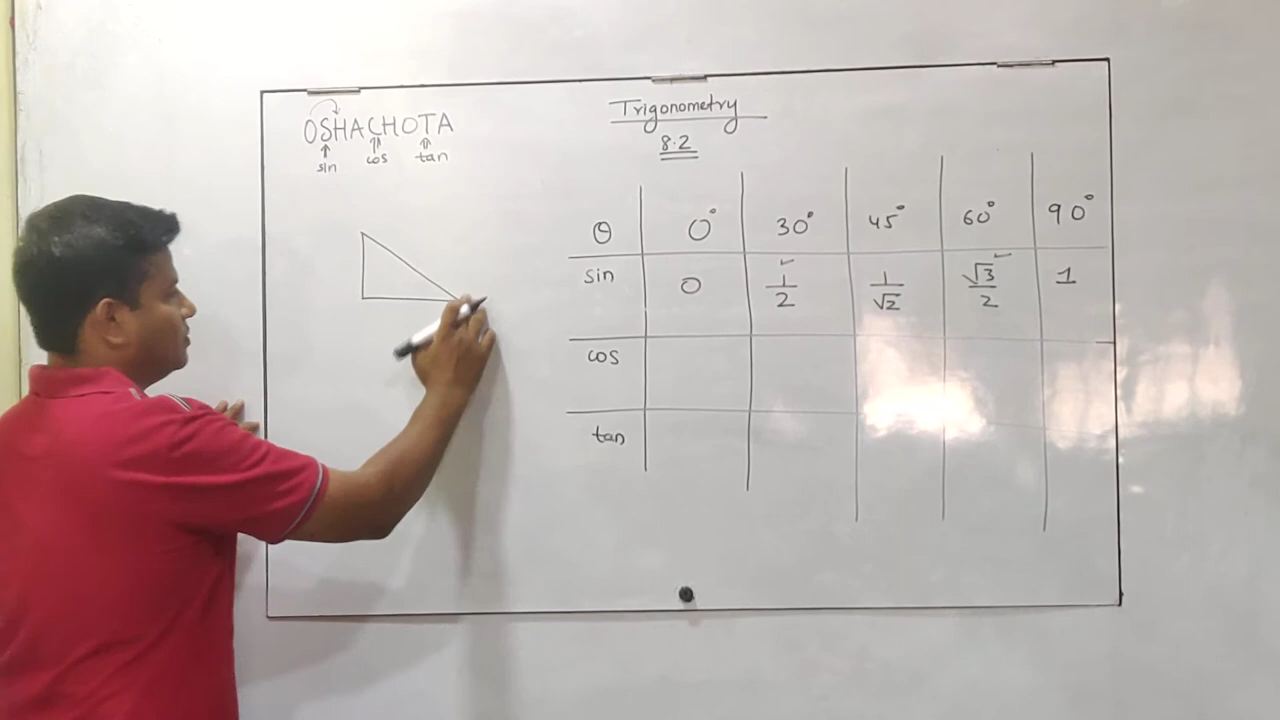 OSHACHOTA
sin cos tan
Trigonometry
8.2
θ 0° 30° 45° 60° 90°
sin 0 1/2 1/√2 √3/2 1
cos
tan